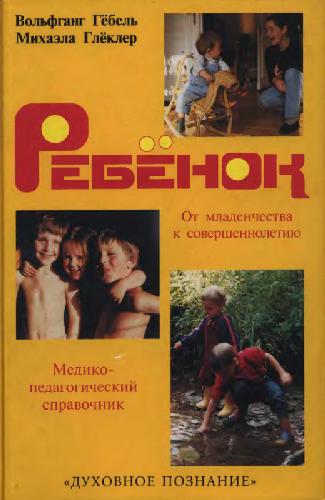 Вольфганг Гёбель
Михаэла Глёклер
РЕБЁНОК
От младенчества
к совершеннолетию
Медико-
педагогический
справочник
«ДУХОВНОЕ ПОЗНАНИЕ»